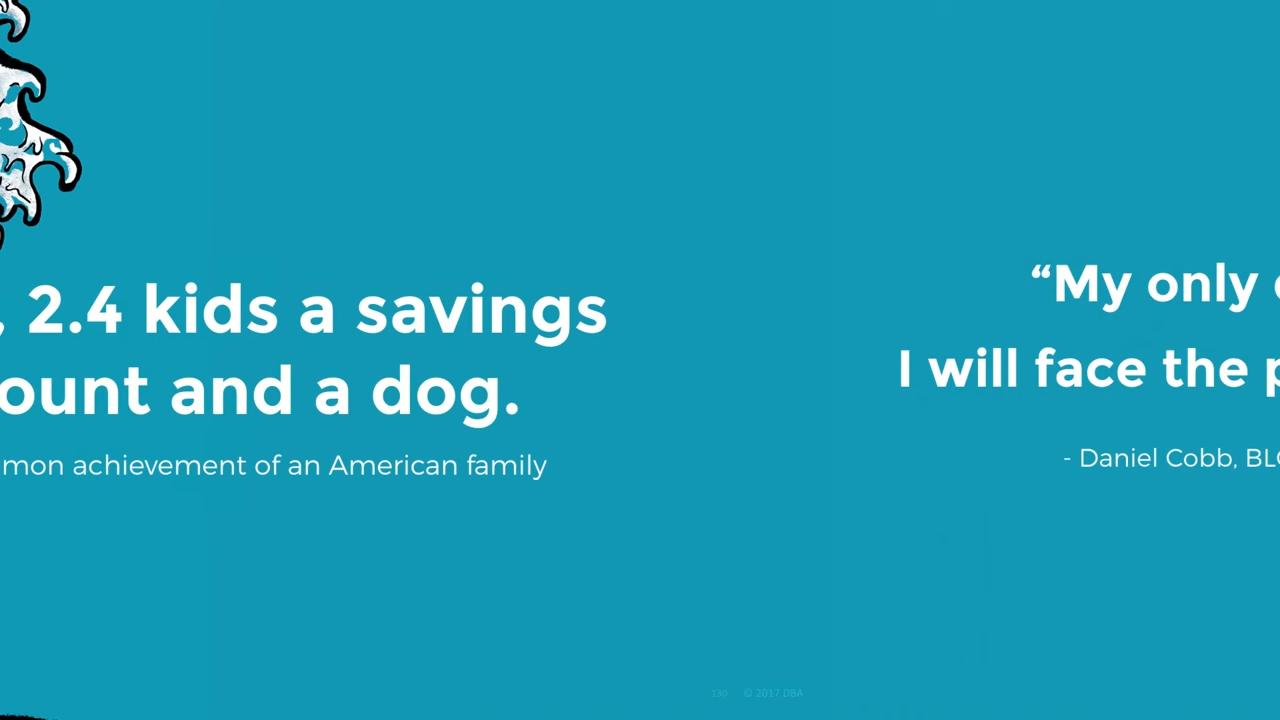 , 2.4 kids a savings
ount and a dog.
mon achievement of an American family
“My only
I will face the
- Daniel Cobb,
130 © 2017 DBA